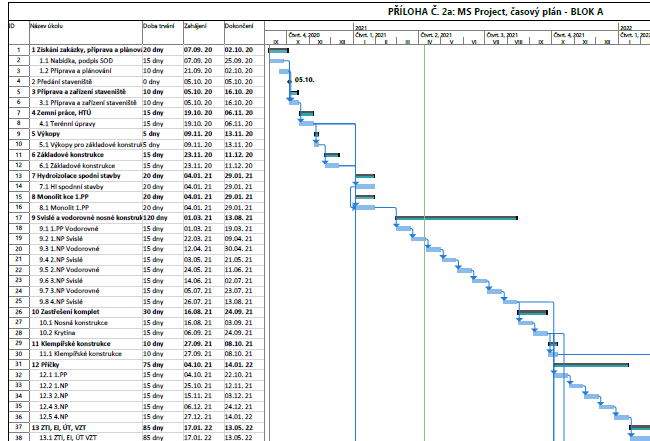 PŘÍLOHA Č. 2a: MS Project, časový plán - BLOK A
ID Název úkolu Doba trvání Zahájení Dokončení 2021 2022
Čtvrt. 4, 2020 Čtvrt. 1, 2021 Čtvrt. 2, 2021 Čtvrt. 3, 2021 Čtvrt. 4, 2021 Čtvrt. 1, 2022
IX X XI XII I II III IV V VI VII VIII IX X XI XII I
1 1 Získání zakázky, příprava a plánová 20 dny 07.09. 20 02.10. 20
2 1.1 Nabídka, podpis SOD 15 dny 07.09. 20 25.09. 20
3 1.2 Příprava a plánování 10 dny 21.09. 20 02.10. 20
4 2 Předání staveniště 0 dny 05.10. 20 05.10. 20 05.10.
5 3 Příprava a zařízení staveniště 10 dny 05.10. 20 16.10. 20
6 3.1 Příprava a zařízení staveniště 10 dny 05.10. 20 16.10. 20
7 4 Zemní práce, HTÚ 15 dny 19.10. 20 06.11. 20
8 4.1 Terénní úpravy 15 dny 19.10. 20 06.11. 20
9 5 Výkopy 5 dny 09.11. 20 13.11. 20
10 5.1 Výkopy pro základové konstruk 5 dny 09.11. 20 13.11. 20
11 6 Základové konstrukce 15 dny 23.11. 20 11.12. 20
12 6.1 Základové konstrukce 15 dny 23.11. 20 11.12. 20
13 7 Hydroizolace spodní stavby 20 dny 04.01. 21 29.01. 21
14 7.1 HI spodnní stavby 20 dny 04.01. 21 29.01. 21
15 8 Monolit kce 1.PP 20 dny 04.01. 21 29.01. 21
16 8.1 Monolit 1.PP 20 dny 04.01. 21 29.01. 21
17 9 Svislé a vodorovné nosné konstruk 120 dny 01.03. 21 13.08. 21
18 9.1 1.PP Vodorovné 15 dny 01.03. 21 19.03. 21
19 9.2 1.NP Svislé 15 dny 22.03. 21 09.04. 21
20 9.3 1.NP Vodorovné 15 dny 12.04. 21 30.04. 21
21 9.4 2.NP Svislé 15 dny 03.05. 21 21.05. 21
22 9.5 2.NP Vodorovné 15 dny 24.05. 21 11.06. 21
23 9.6 3.NP Svislé 15 dny 14.06. 21 02.07. 21
24 9.7 3.NP Vodorovné 15 dny 05.07. 21 23.07. 21
25 9.8 4.NP Svislé 15 dny 26.07. 21 13.08. 21
26 10 Zastřešení komplet 30 dny 16.08. 21 24.09. 21
27 10.1 Nosná konstrukce 15 dny 16.08. 21 03.09. 21
28 10.2 Krytina 15 dny 06.09. 21 24.09. 21
29 11 Klempířské konstrukce 10 dny 27.09. 21 08.10. 21
30 11.1 Klempířské konstrukce 10 dny 27.09. 21 08.10. 21
31 12 Příčky 75 dny 04.10. 21 14.01. 22
32 12.1 1.PP 15 dny 04.10. 21 22.10. 21
33 12.2 1.NP 15 dny 25.10. 21 12.11. 21
34 12.3 2.NP 15 dny 15.11. 21 03.12. 21
35 12.4 3.NP 15 dny 06.12. 21 24.12. 21
36 12.5 4.NP 15 dny 27.12. 21 14.01. 22
37 13 ZTI, EI, ÚT, VZT 85 dny 17.01. 22 13.05. 22
38 13.1 ZTI, EI, ÚT VZT 85 dny 17.01. 22 13.05. 22